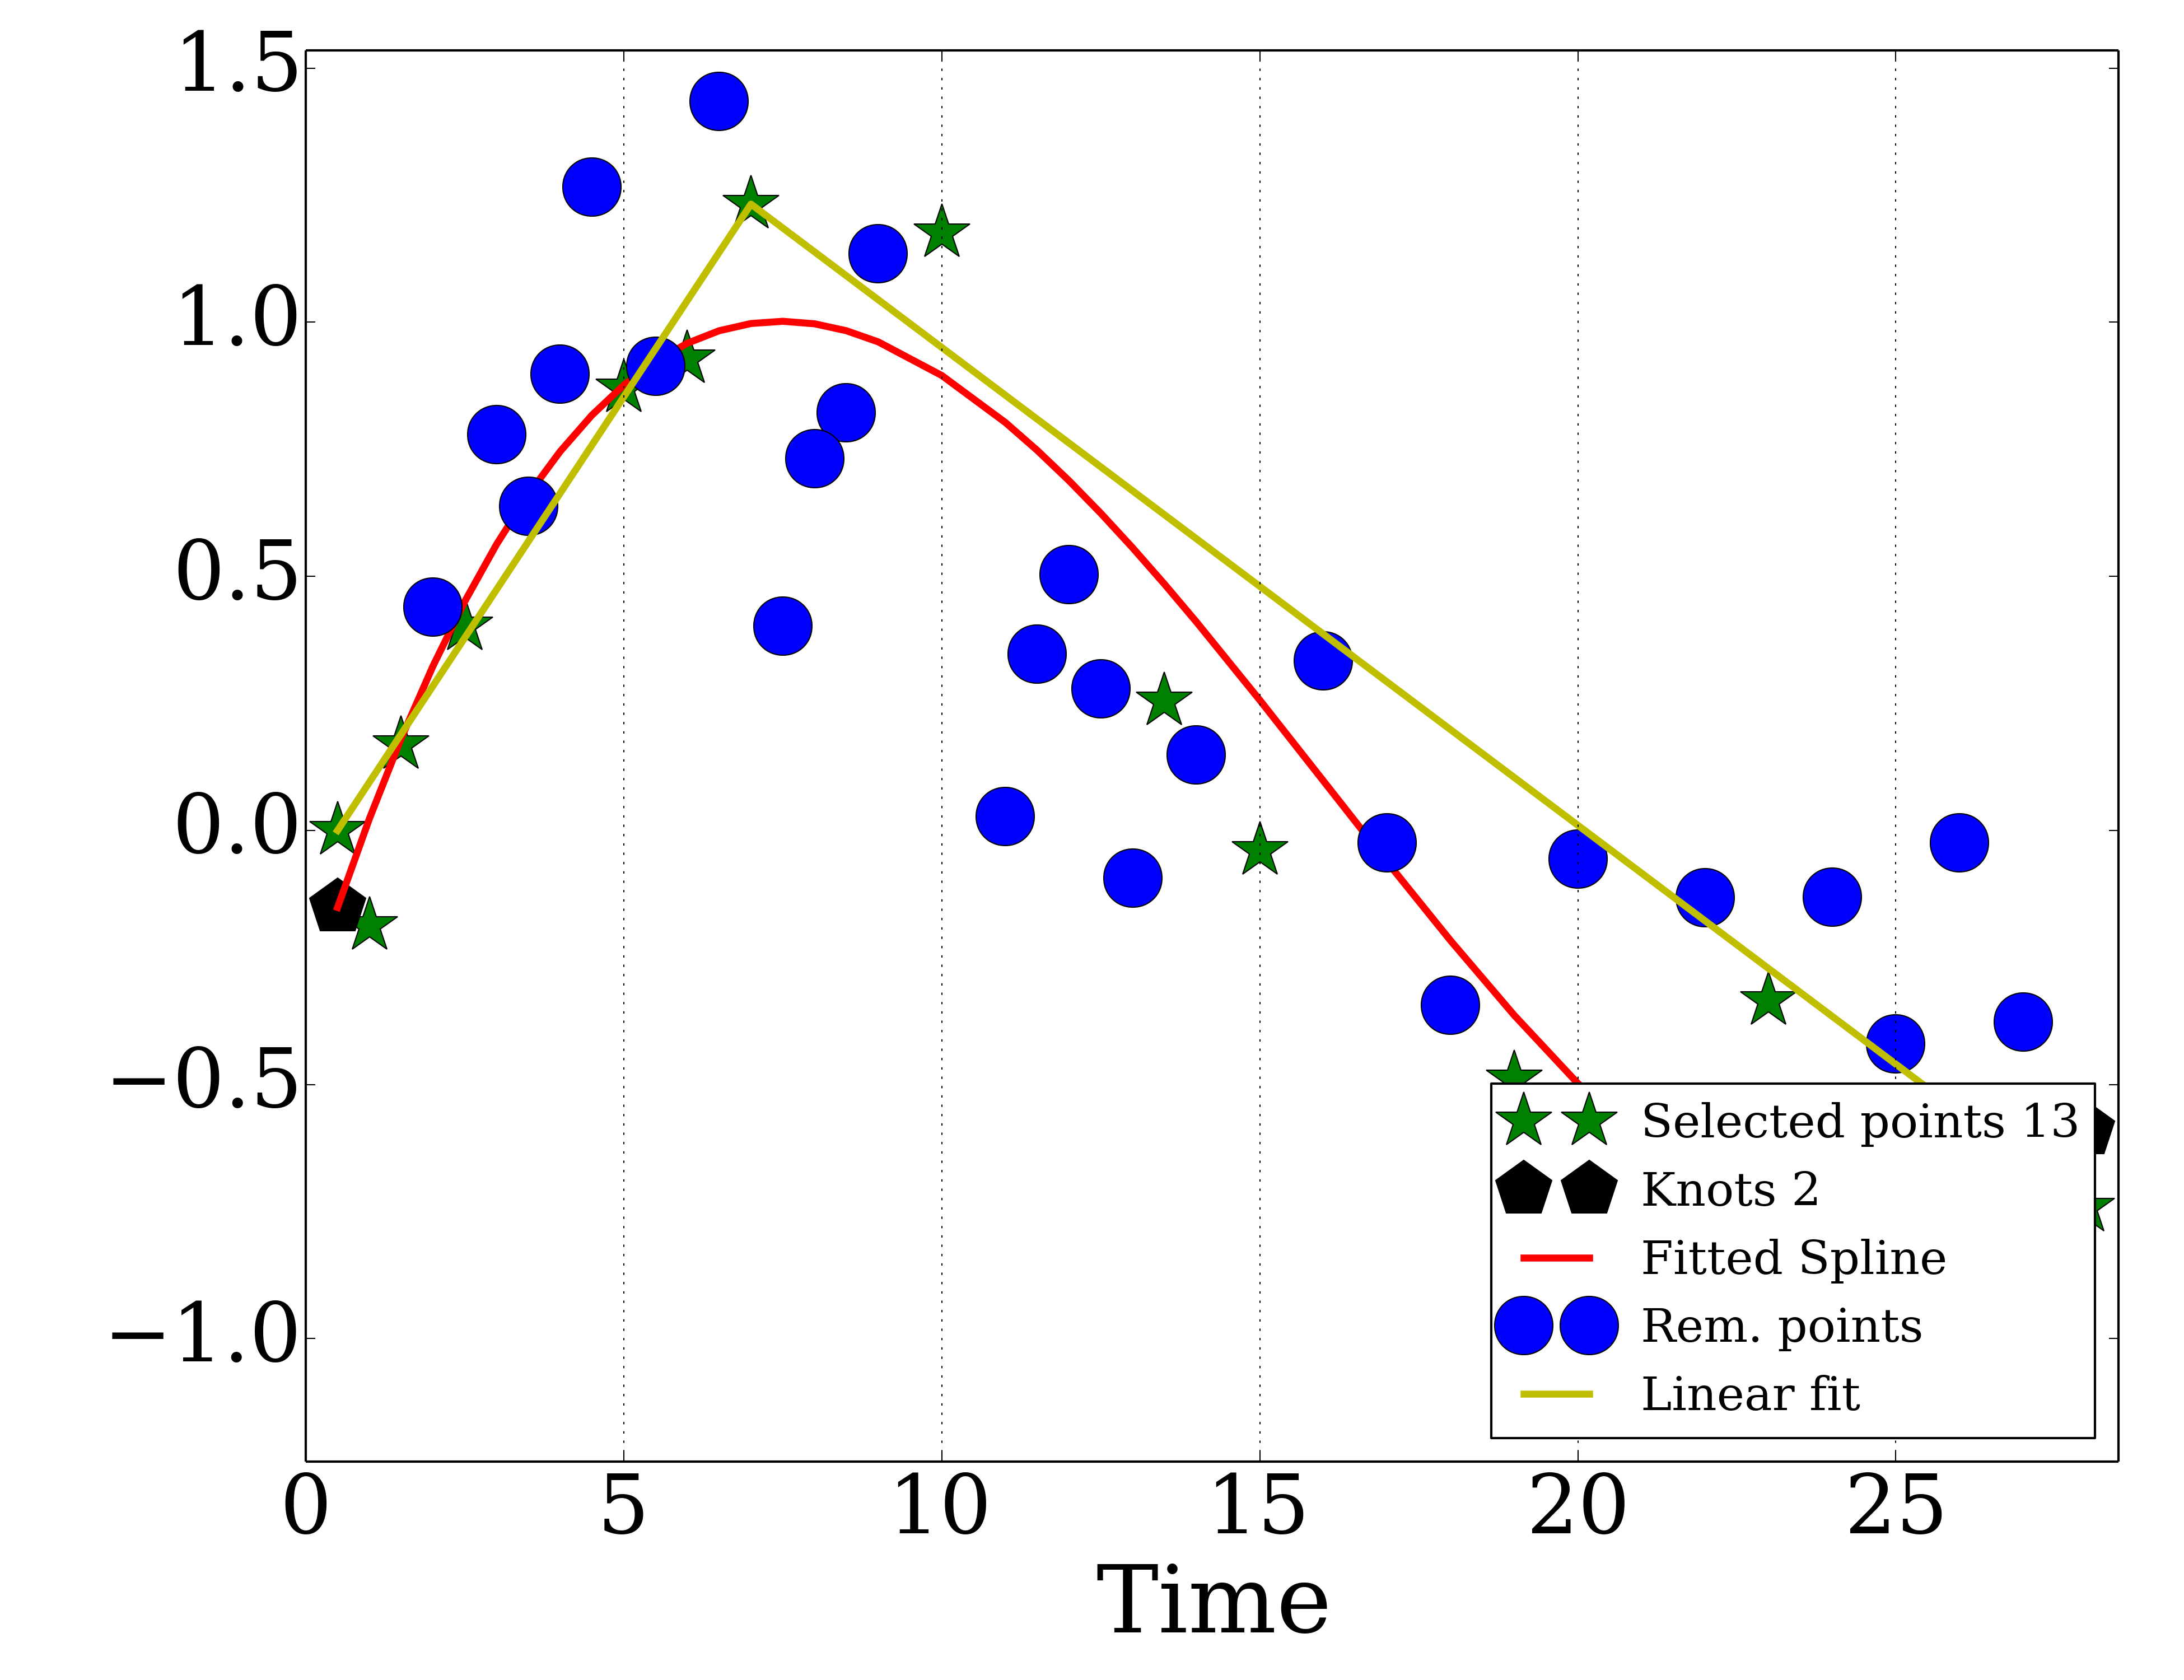 1.5
1.0
0.5
0.0
−0.5
−1.0
Selected points 13
Knots 2
Fitted Spline
Rem. points
Linear fit
0 5 10 15 20 25
Time